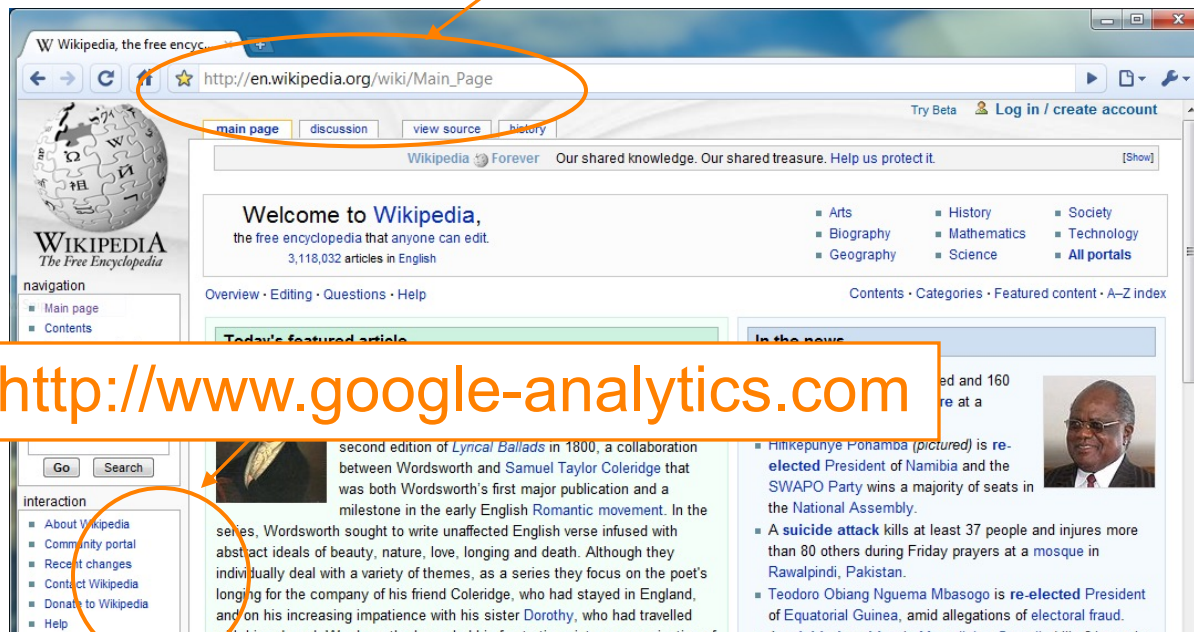 Wikipedia, the free encyc...
http://en.wikipedia.org/wiki/Main_Page
Try Beta Log in / create account
main page discussion view source history
Wikipedia Forever Our shared knowledge. Our shared treasure. Help us protect it. [Show]
WIKIPEDIA
The Free Encyclopedia
navigation
Main page
Contents
Welcome to Wikipedia,
the free encyclopedia that anyone can edit.
3,118,032 articles in English
Arts
Biography
Geography
History
Mathematics
Science
Society
Technology
All portals
Overview · Editing · Questions · Help
Contents · Categories · Featured content · A–Z index
Today's featured article
In the news
http://www.google-analytics.com
Go Search
interaction
About Wikipedia
Community portal
Recent changes
Contact Wikipedia
Donate to Wikipedia
Help
second edition of Lyrical Ballads in 1800, a collaboration
between Wordsworth and Samuel Taylor Coleridge that
was both Wordsworth's first major publication and a
milestone in the early English Romantic movement. In the
series, Wordsworth sought to write unaffected English verse infused with
abstract ideals of beauty, nature, love, longing and death. Although they
individually deal with a variety of themes, as a series they focus on the poet's
longing for the company of his friend Coleridge, who had stayed in England,
and on his increasing impatience with his sister Dorothy, who had travelled
ed and 160
re at a
Hifikepunye Pohamba (pictured) is re-
elected President of Namibia and the
SWAPO Party wins a majority of seats in
the National Assembly.
A suicide attack kills at least 37 people and injures more
than 80 others during Friday prayers at a mosque in
Rawalpindi, Pakistan.
Teodoro Obiang Nguema Mbasogo is re-elected President
of Equatorial Guinea, amid allegations of electoral fraud.